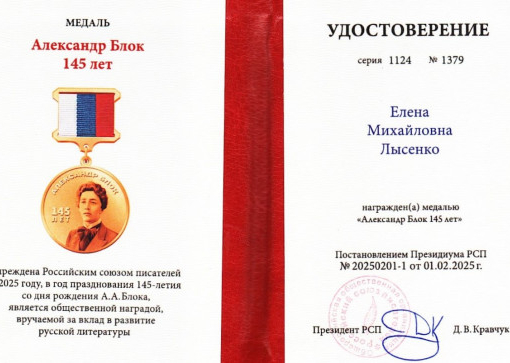 МЕДАЛЬ
Александр Блок
145 лет
АЛЕКСАНДР БЛОК
145
ЛЕТ
Российским союзом писателей
2025 году, в год празднования 145-летия
со дня рождения А.А.Блока,
является общественной наградой,
вручаемой за вклад в развитие
русской литературы
УДОСТОВЕРЕНИЕ
серия 1124 № 1379
Елена
Михайловна
Лысенко
награжден(а) медалью
«Александр Блок 145 лет»
Постановлением Президиума РСП
№ 20250201-1 от 01.02.2025 г.
Президент РСП
Д. В. Кравчук